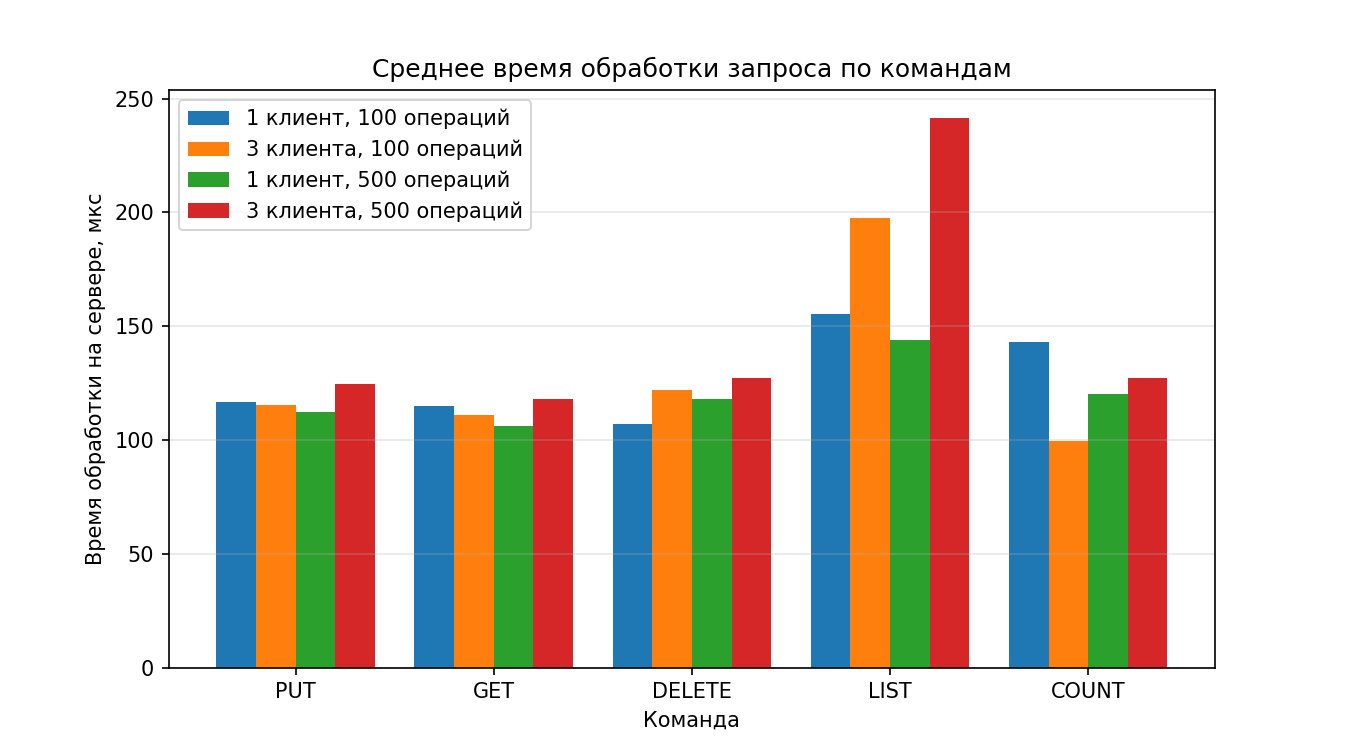 Среднее время обработки запроса по командам
250
200
150
100
50
0
Время обработки на сервере, мкс
1 клиент, 100 операций
3 клиента, 100 операций
1 клиент, 500 операций
3 клиента, 500 операций
PUT GET DELETE LIST COUNT
Команда